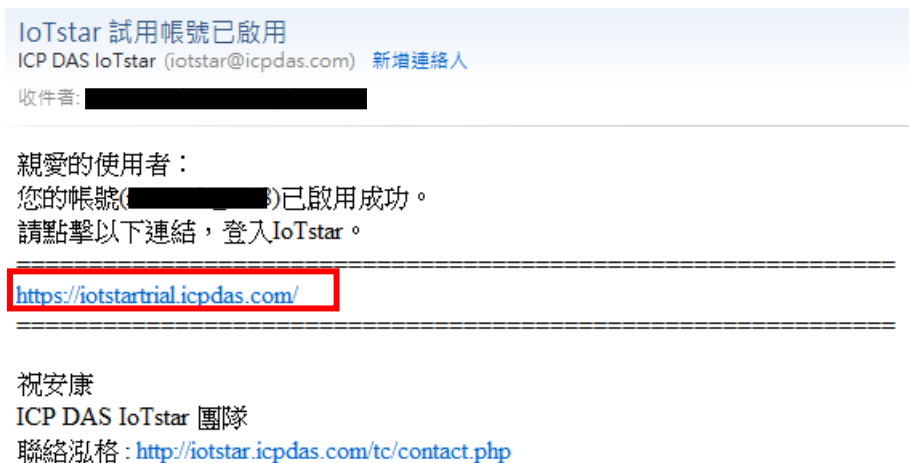 IoTstar 試用帳號已啟用
ICP DAS IoTstar (iotstar@icpdas.com) 新增連絡人
收件者:
親愛的使用者：
您的帳號( )已啟用成功。
請點擊以下連結，登入IoTstar。
============================================================
https://iotstartrial.icpdas.com/
============================================================
祝安康
ICP DAS IoTstar 團隊
聯絡泓格 : http://iotstar.icpdas.com/tc/contact.php